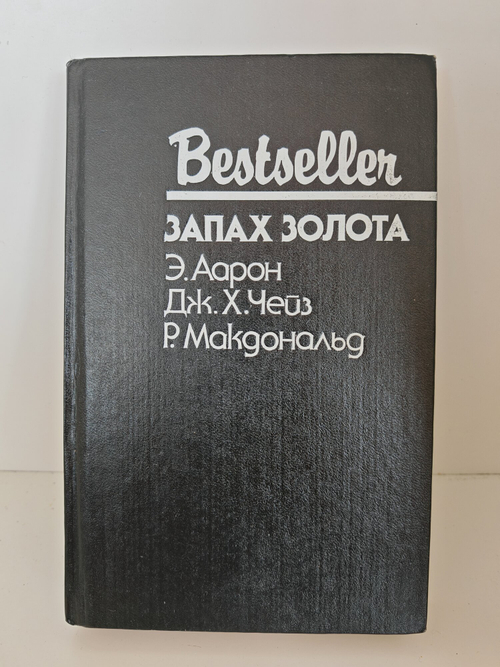 Bestseller
ЗАПАХ ЗОЛОТА
Э. Аарон
Дж. Х. Чейз
Р. Макдональд